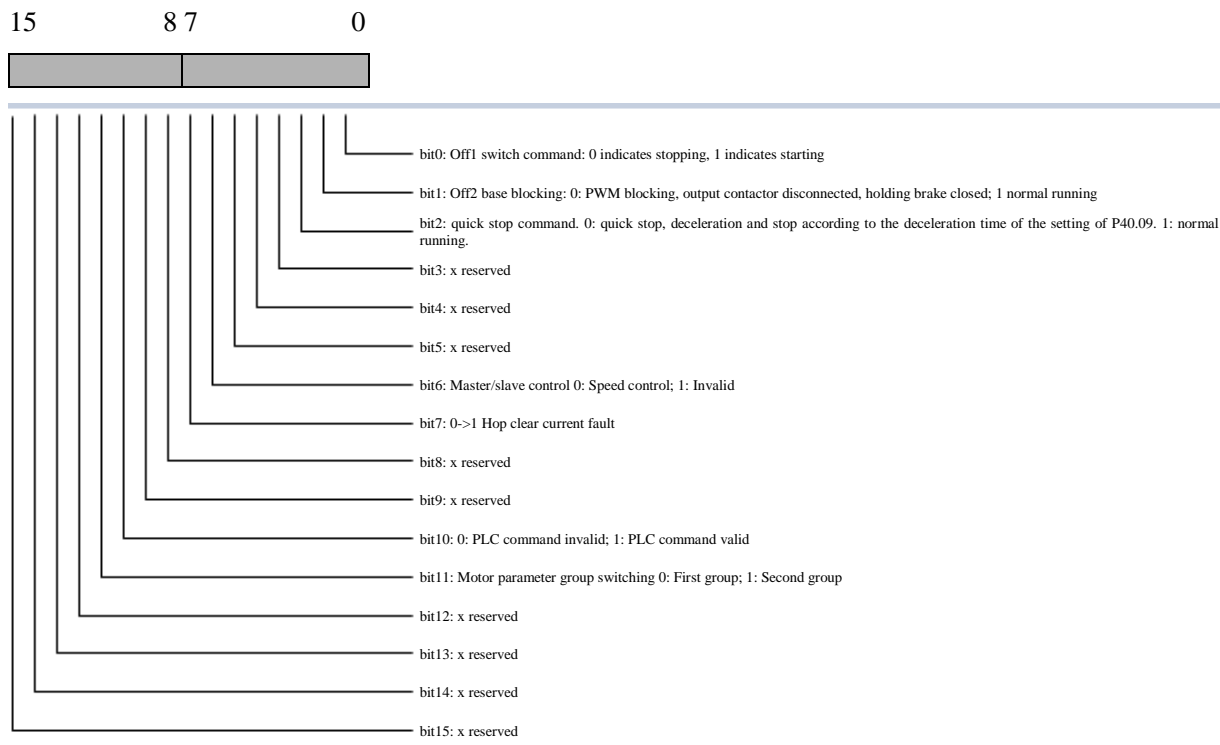 15 8 7 0
bit0: Off1 switch command: 0 indicates stopping, 1 indicates starting
bit1: Off2 base blocking: 0: PWM blocking, output contactor disconnected, holding brake closed; 1 normal running
bit2: quick stop command. 0: quick stop, deceleration and stop according to the deceleration time of the setting of P40.09. 1: normal
running.
bit3: x reserved
bit4: x reserved
bit5: x reserved
bit6: Master/slave control 0: Speed control; 1: Invalid
bit7: 0->1 Hop clear current fault
bit8: x reserved
bit9: x reserved
bit10: 0: PLC command invalid; 1: PLC command valid
bit11: Motor parameter group switching 0: First group; 1: Second group
bit12: x reserved
bit13: x reserved
bit14: x reserved
bit15: x reserved